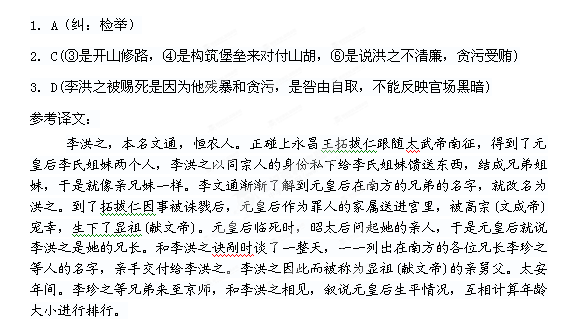 1. A（纠：检举）
2. C(③是开山修路，④是构筑堡垒来对付山胡，⑥是说洪之不清廉，贪污受贿)
3. D(李洪之被赐死是因为他残暴和贪污，是咎由自取，不能反映官场黑暗)
参考译文：
李洪之，本名文通，恒农人。正碰上永昌王拓拔仁跟随太武帝南征，得到了元
皇后李氏姐妹两个人，李洪之以同宗人的身份私下给李氏姐妹馈送东西，结成兄弟姐
妹，于是就像亲兄妹一样。李文通渐渐了解到元皇后在南方的兄弟的名字，就改名为
洪之。到了拓拔仁因事被诛戮后，元皇后作为罪人的家属送进宫里，被高宗(文成帝)
宠幸，生下了显祖(献文帝)。元皇后临死时，昭太后问起她的亲人，于是元皇后就说
李洪之是她的兄长。和李洪之诀别时谈了一整天，一一列出在南方的各位兄长李珍之
等人的名字，亲手交付给李洪之。李洪之因此而被称为显祖(献文帝)的亲舅父。太安
年间。李珍之等兄弟来至京师，和李洪之相见，叙说元皇后生平情况，互相计算年龄
大小进行排行。